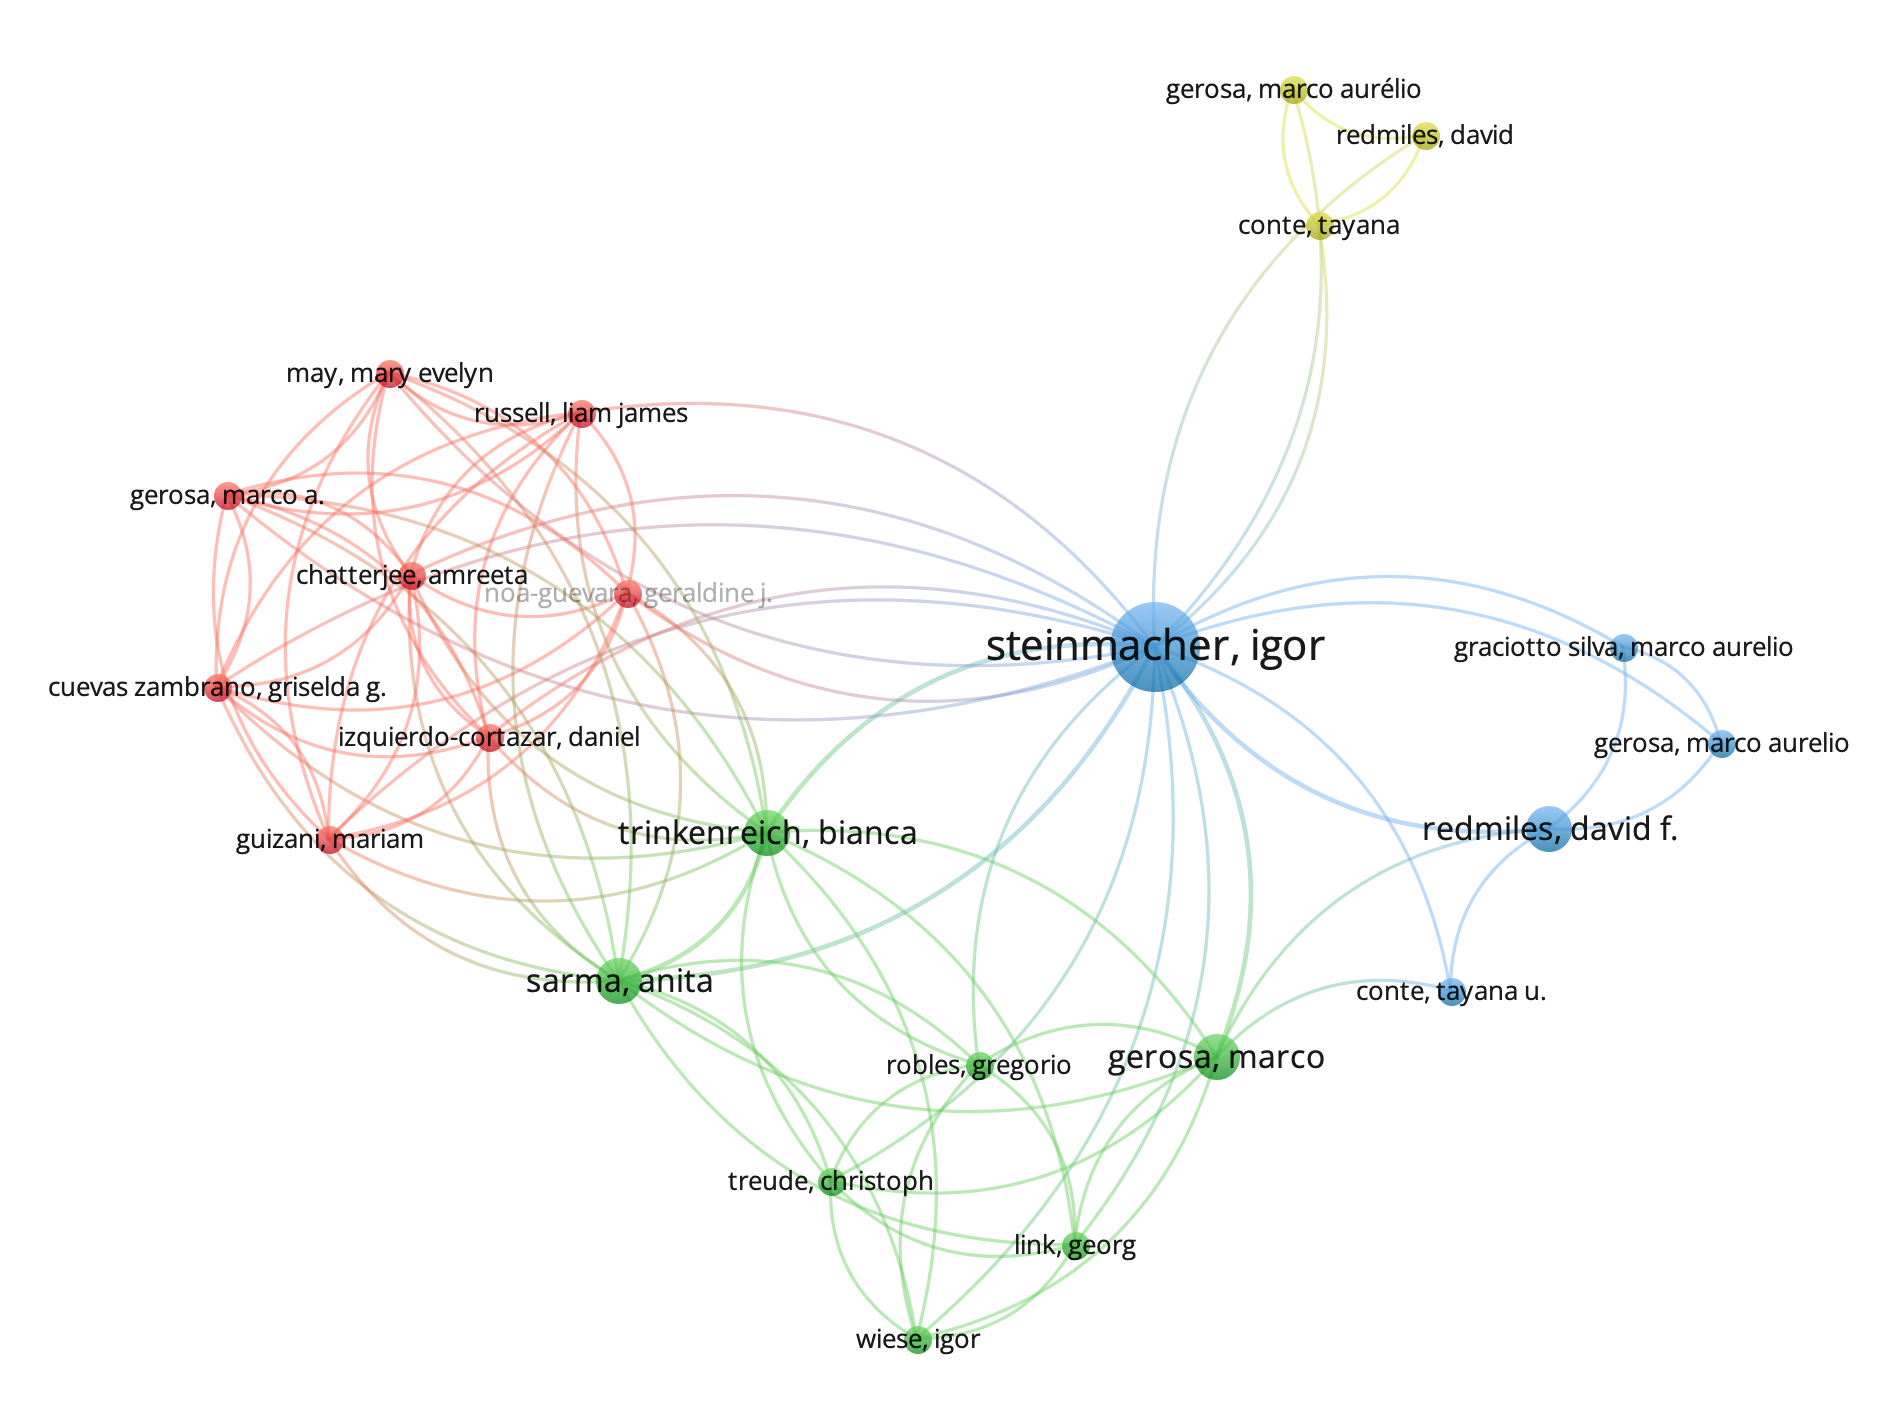 gerosa, marco aurélio
redmiles, david
conte, tayana
may, mary evelyn
russell, liam james
gerosa, marco a.
chatterjee, amreeta
noa-guevara, geraldine j.
steinmacher, igor
graciotto silva, marco aurelio
cuevas zambrano, griselda g.
izquierdo-cortazar, daniel
gerosa, marco aurelio
guizani, mariam
trinkenreich, bianca
redmiles, david f.
sarma, anita
conte, tayana u.
robles, gregorio
gerosa, marco
treude, christoph
link, georg
wiese, igor